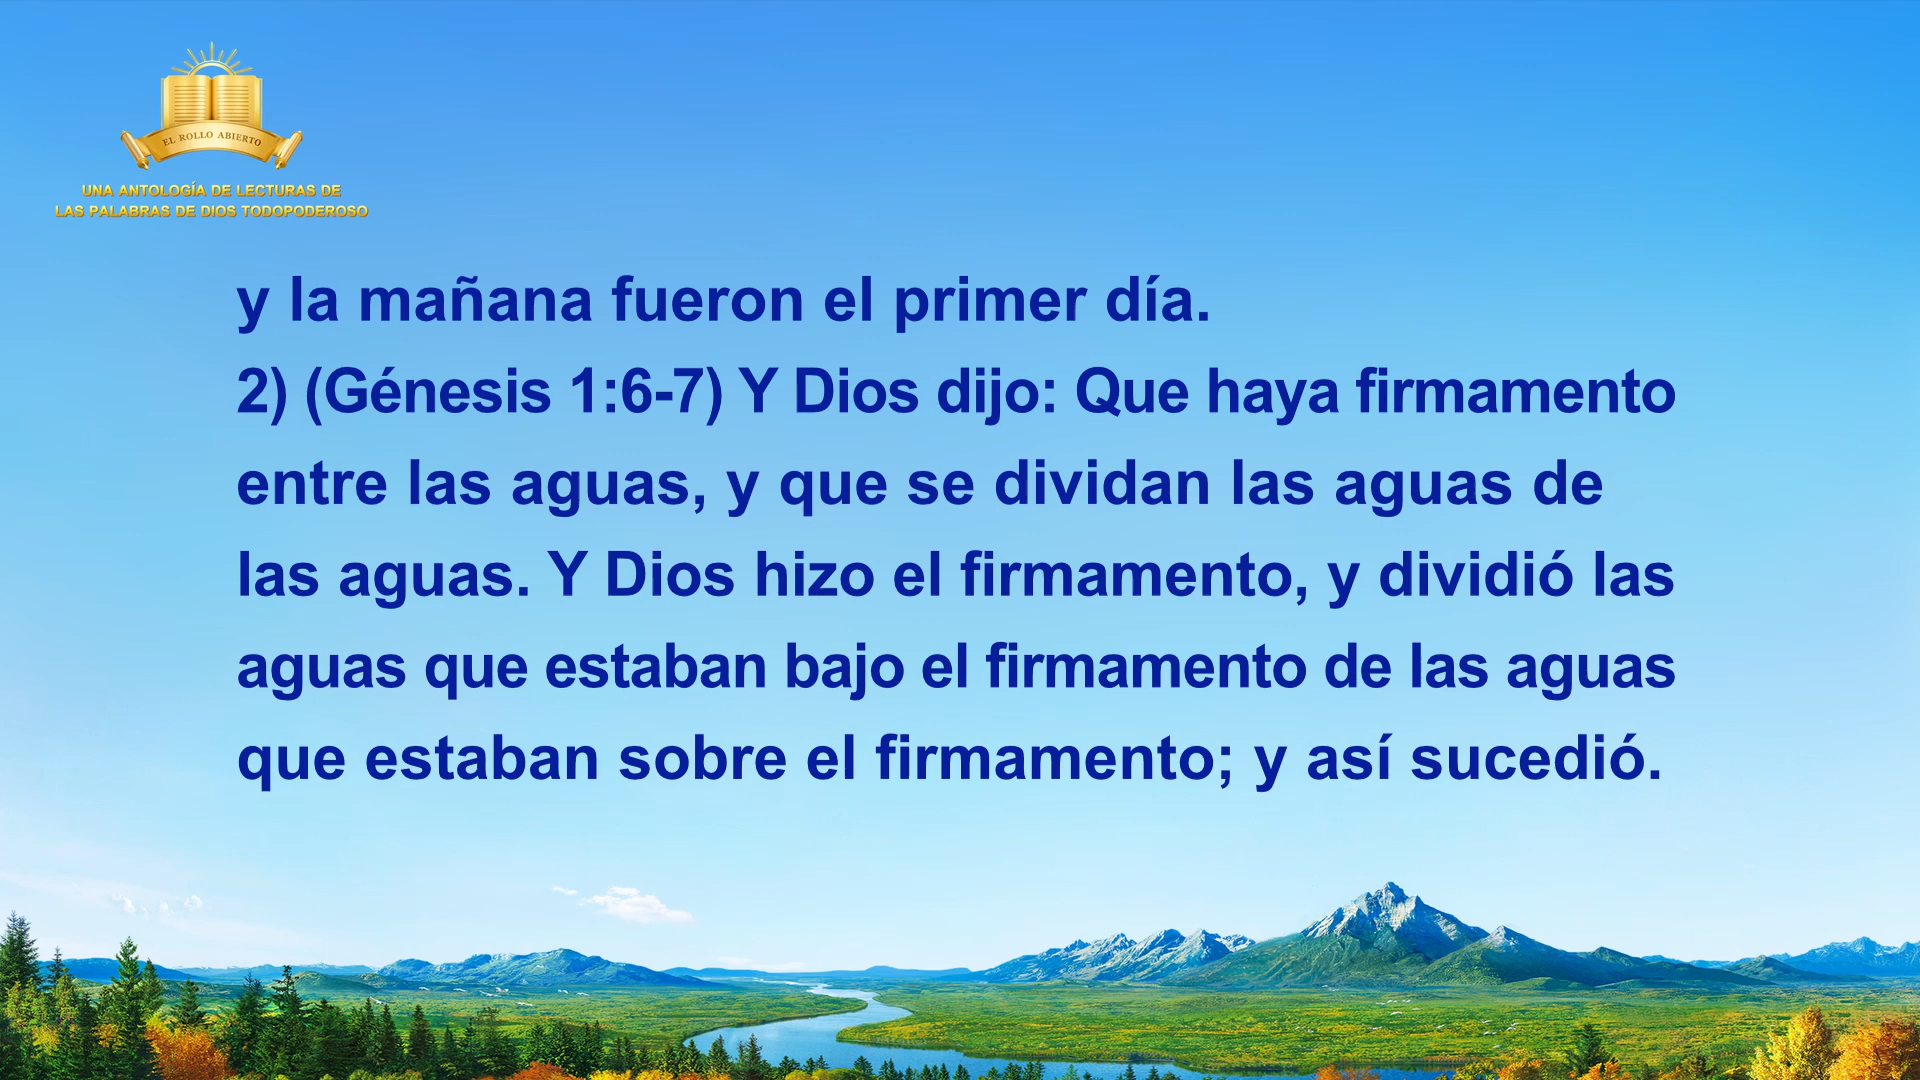 EL ROLLO ABIERTO
UNA ANTOLOGÍA DE LECTURAS DE
LAS PALABRAS DE DIOS TODOPODEROSO
y la mañana fueron el primer día.
2) (Génesis 1:6-7) Y Dios dijo: Que haya firmamento
entre las aguas, y que se dividan las aguas de
las aguas. Y Dios hizo el firmamento, y dividió las
aguas que estaban bajo el firmamento de las aguas
que estaban sobre el firmamento; y así sucedió.